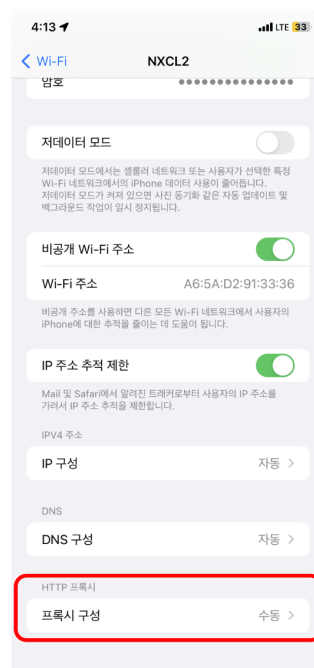 4:13 LTE 33
Wi-Fi NXCL2
암호 ●●●●●●●●●●●●●●●
저데이터 모드
저데이터 모드에서는 셀룰러 네트워크 또는 사용자가 선택한 특정
Wi-Fi 네트워크에서의 iPhone 데이터 사용이 줄어듭니다.
저데이터 모드가 켜져 있으면 사진 동기화 같은 자동 업데이트 및
백그라운드 작업이 일시 정지됩니다.
비공개 Wi-Fi 주소
Wi-Fi 주소 A6:5A:D2:91:33:36
비공개 주소를 사용하면 다른 모든 Wi-Fi 네트워크에서 사용자의
iPhone에 대한 추적을 줄이는 데 도움이 됩니다.
IP 주소 추적 제한
Mail 및 Safari에서 알려진 트래커로부터 사용자의 IP 주소를
가려서 IP 주소 추적을 제한합니다.
IPV4 주소
IP 구성 자동
DNS
DNS 구성 자동
HTTP 프록시
프록시 구성 수동